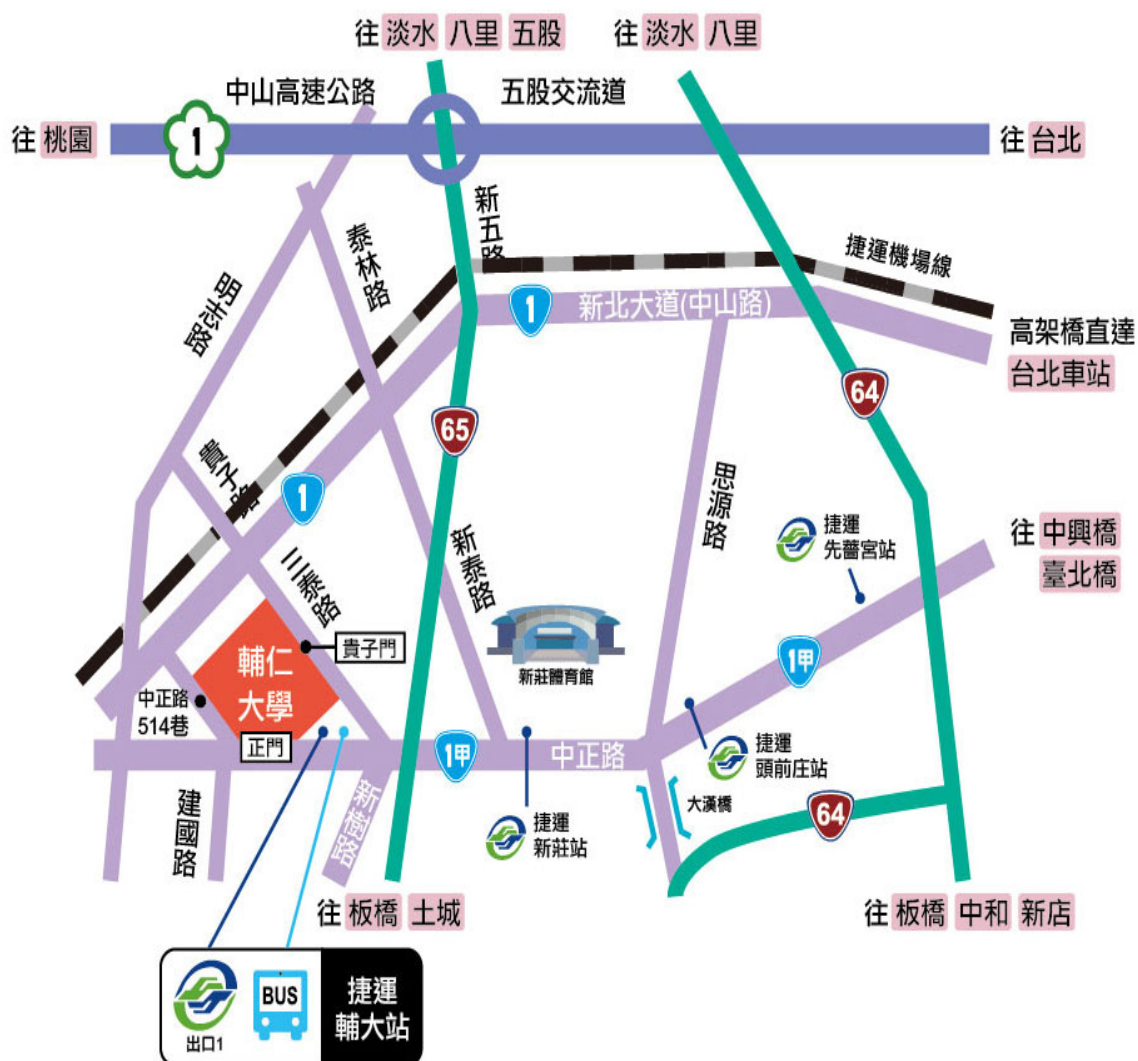 往 淡水 八里 五股
往 淡水 八里
中山高速公路
五股交流道
往 桃園
1
往 台北
新五路
泰林路
明志路
捷運機場線
1
新北大道(中山路)
高架橋直達
台北車站
65
64
貴子路
1
思源路
捷運
先嗇宮站
往 中興橋
臺北橋
新泰路
三泰路
貴子門
輔仁
大學
新莊體育館
1甲
中正路
514巷
正門
1甲
中正路
捷運
頭前庄站
建國路
新樹路
捷運
新莊站
大漢橋
64
往 板橋 土城
往 板橋 中和 新店
BUS
出口1
捷運
輔大站